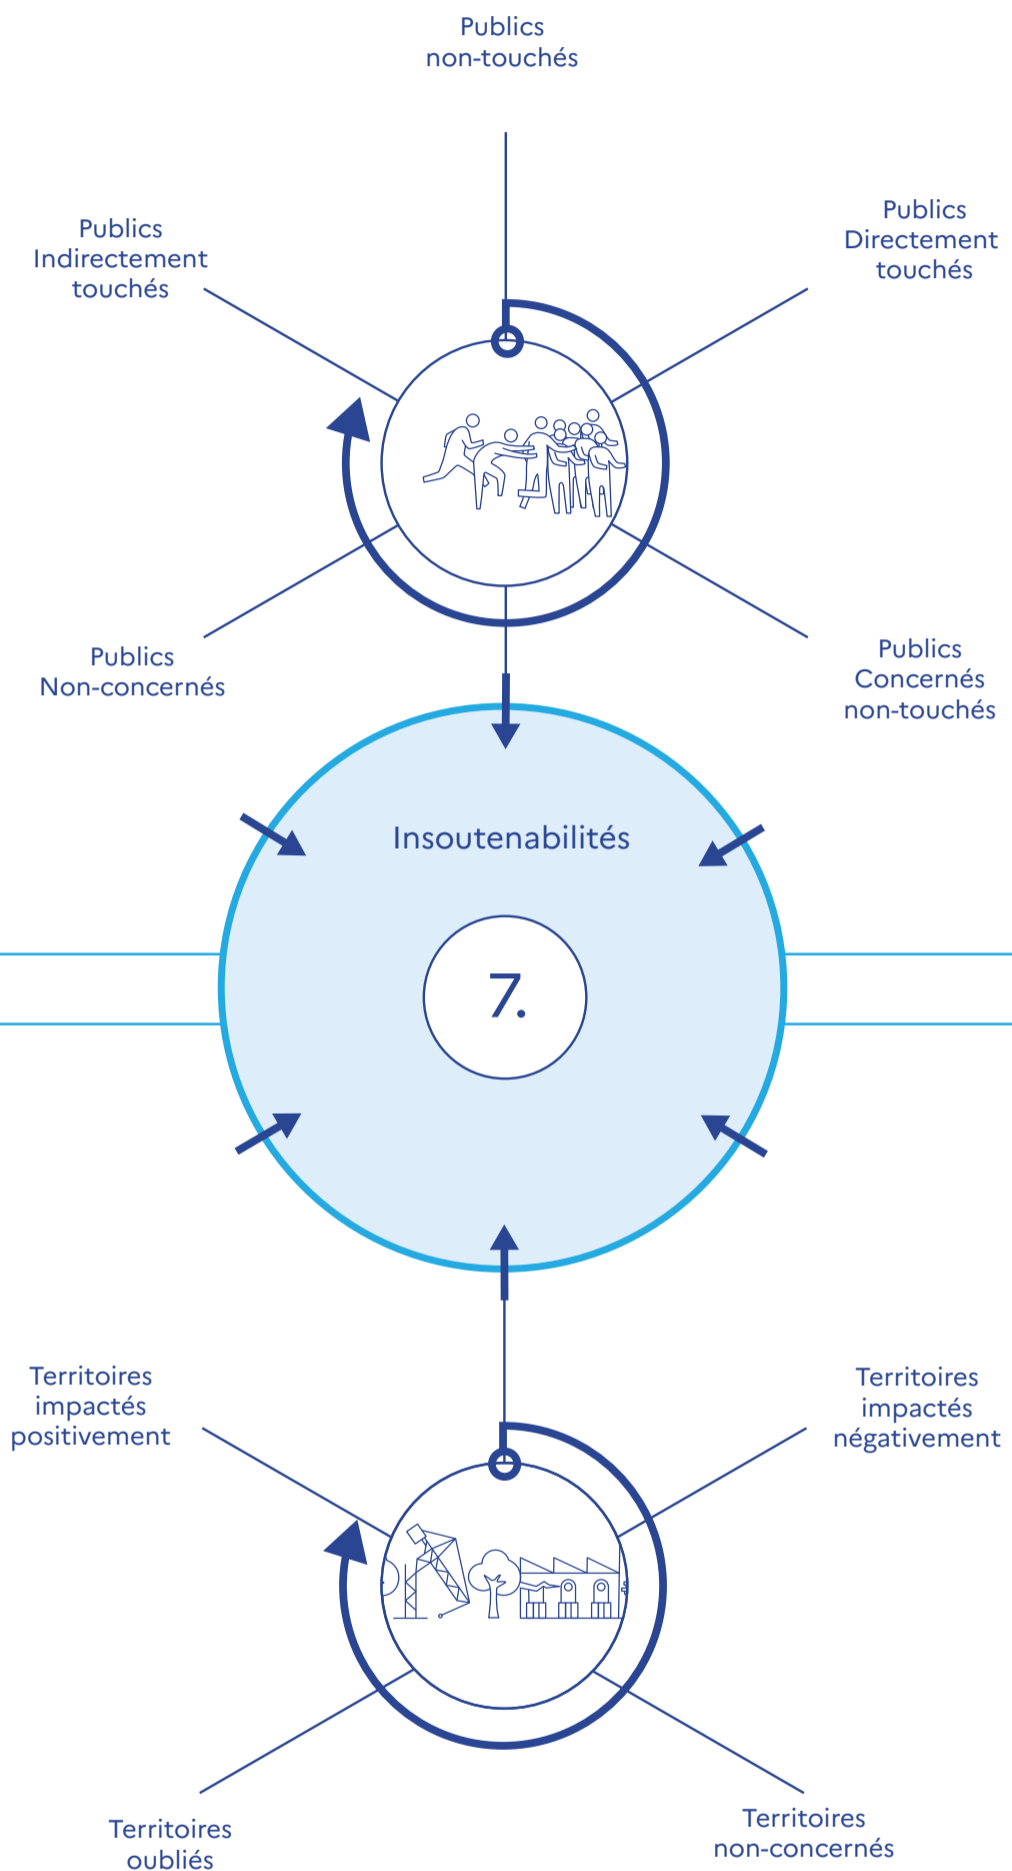 Publics
non-touchés
Publics
Indirectement
touchés
Publics
Directement
touchés
Publics
Non-concernés
Publics
Concernés
non-touchés
Insoutenabilités
7.
Territoires
impactés
positivement
Territoires
impactés
négativement
Territoires
oubliés
Territoires
non-concernés